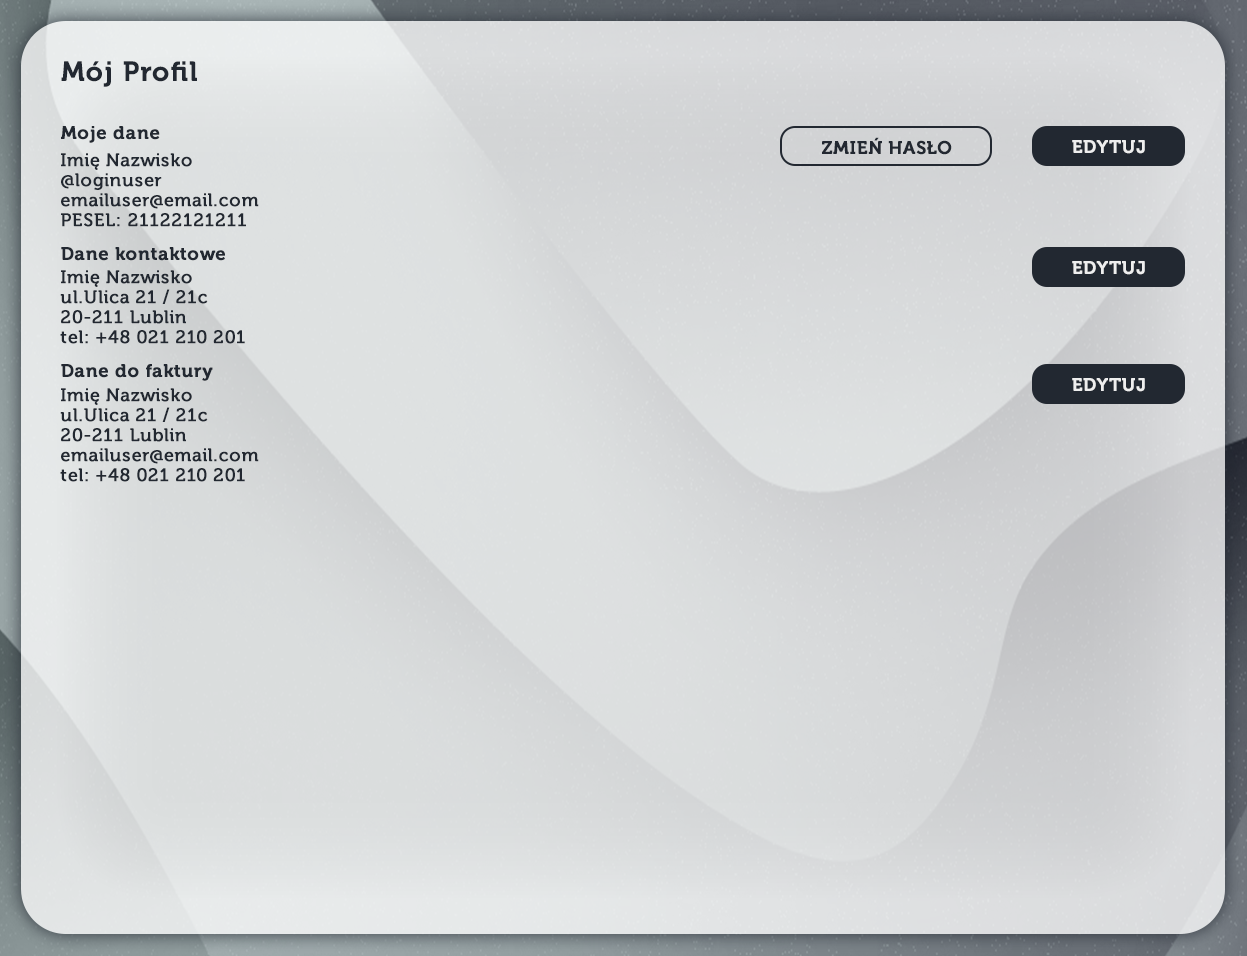 Mój Profil
Moje dane
ZMIEŃ HASŁO
EDYTUJ
Imię Nazwisko
@loginuser
emailuser@email.com
PESEL: 21122121211
Dane kontaktowe
EDYTUJ
Imię Nazwisko
ul.Ulica 21 / 21c
20-211 Lublin
tel: +48 021 210 201
Dane do faktury
EDYTUJ
Imię Nazwisko
ul.Ulica 21 / 21c
20-211 Lublin
emailuser@email.com
tel: +48 021 210 201